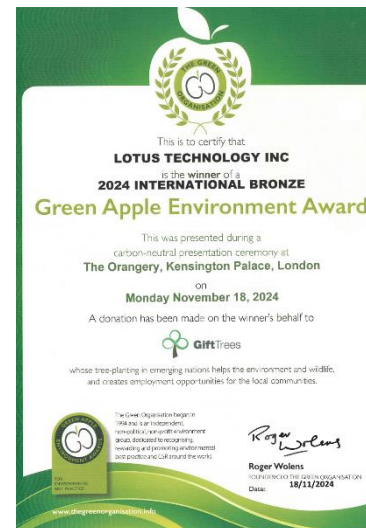 THE GREEN
ORGANISATION
This is to certify that
LOTUS TECHNOLOGY INC
is the winner of a
2024 INTERNATIONAL BRONZE
Green Apple Environment Award
This was presented during a
carbon-neutral presentation ceremony at
The Orangery, Kensington Palace, London
on
Monday November 18, 2024
A donation has been made on the winner's behalf to
GiftTrees
whose tree-planting in emerging nations helps the environment and wildlife,
and creates employment opportunities for the local communities.
The Green Organisation began in
1994 and is an independent,
non-political, non-profit environment
group, dedicated to recognising,
rewarding and promoting environmental
best practice and CSR around the world.
GREEN APPLE
ENVIRONMENT AWARDS
FOR
ENVIRONMENTAL
BEST PRACTICE
Roger
Wolens
Roger Wolens
FOUNDER CEO THE GREEN ORGANISATION
Date: 18/11/2024
www.thegreenorganisation.info